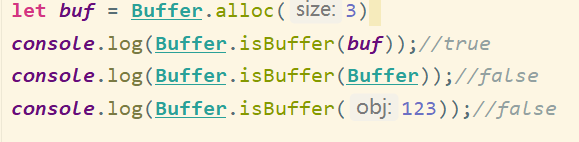 let buf = Buffer.alloc( size: 3)
console.log(Buffer.isBuffer(buf));//true
console.log(Buffer.isBuffer(Buffer));//false
console.log(Buffer.isBuffer( obj: 123));//false